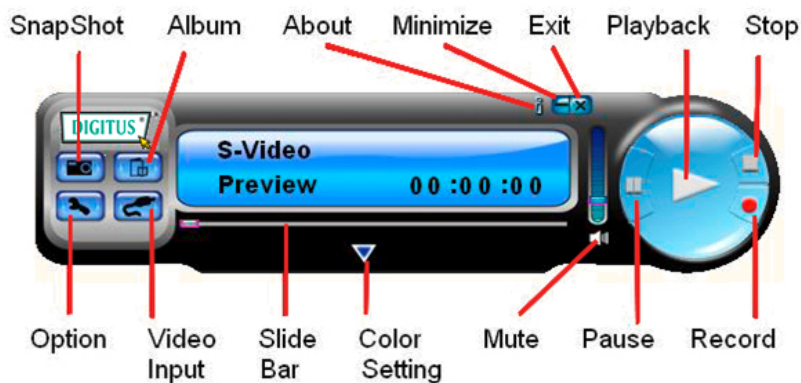 SnapShot Album About Minimize Exit Playback Stop
DIGITUS®
S-Video
Preview 00:00:00
Option Video Input Slide Bar Color Setting Mute Pause Record